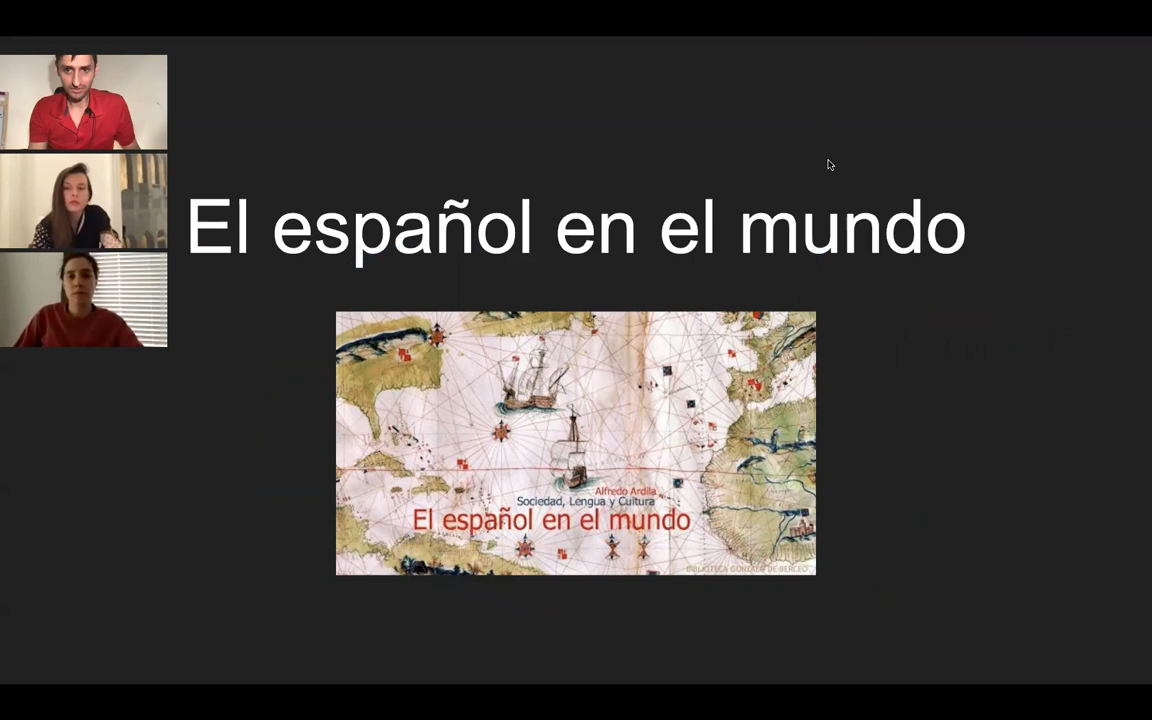 El español en el mundo
Alfredo Ardila
Sociedad, Lengua y Cultura
El español en el mundo
BIBLIOTECA GONZALO DE BERCEO